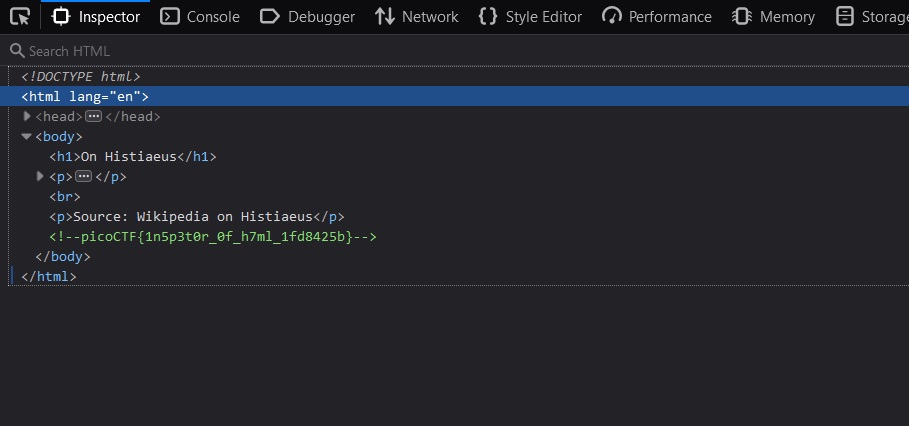 Inspector Console Debugger Network Style Editor Performance Memory Storage
Search HTML
<!DOCTYPE html>
<html lang="en">
<head>⋯</head>
<body>
<h1>On Histiaeus</h1>
<p>⋯</p>
<br>
<p>Source: Wikipedia on Histiaeus</p>
<!--picoCTF{1n5p3t0r_0f_h7ml_1fd8425b}-->
</body>
</html>